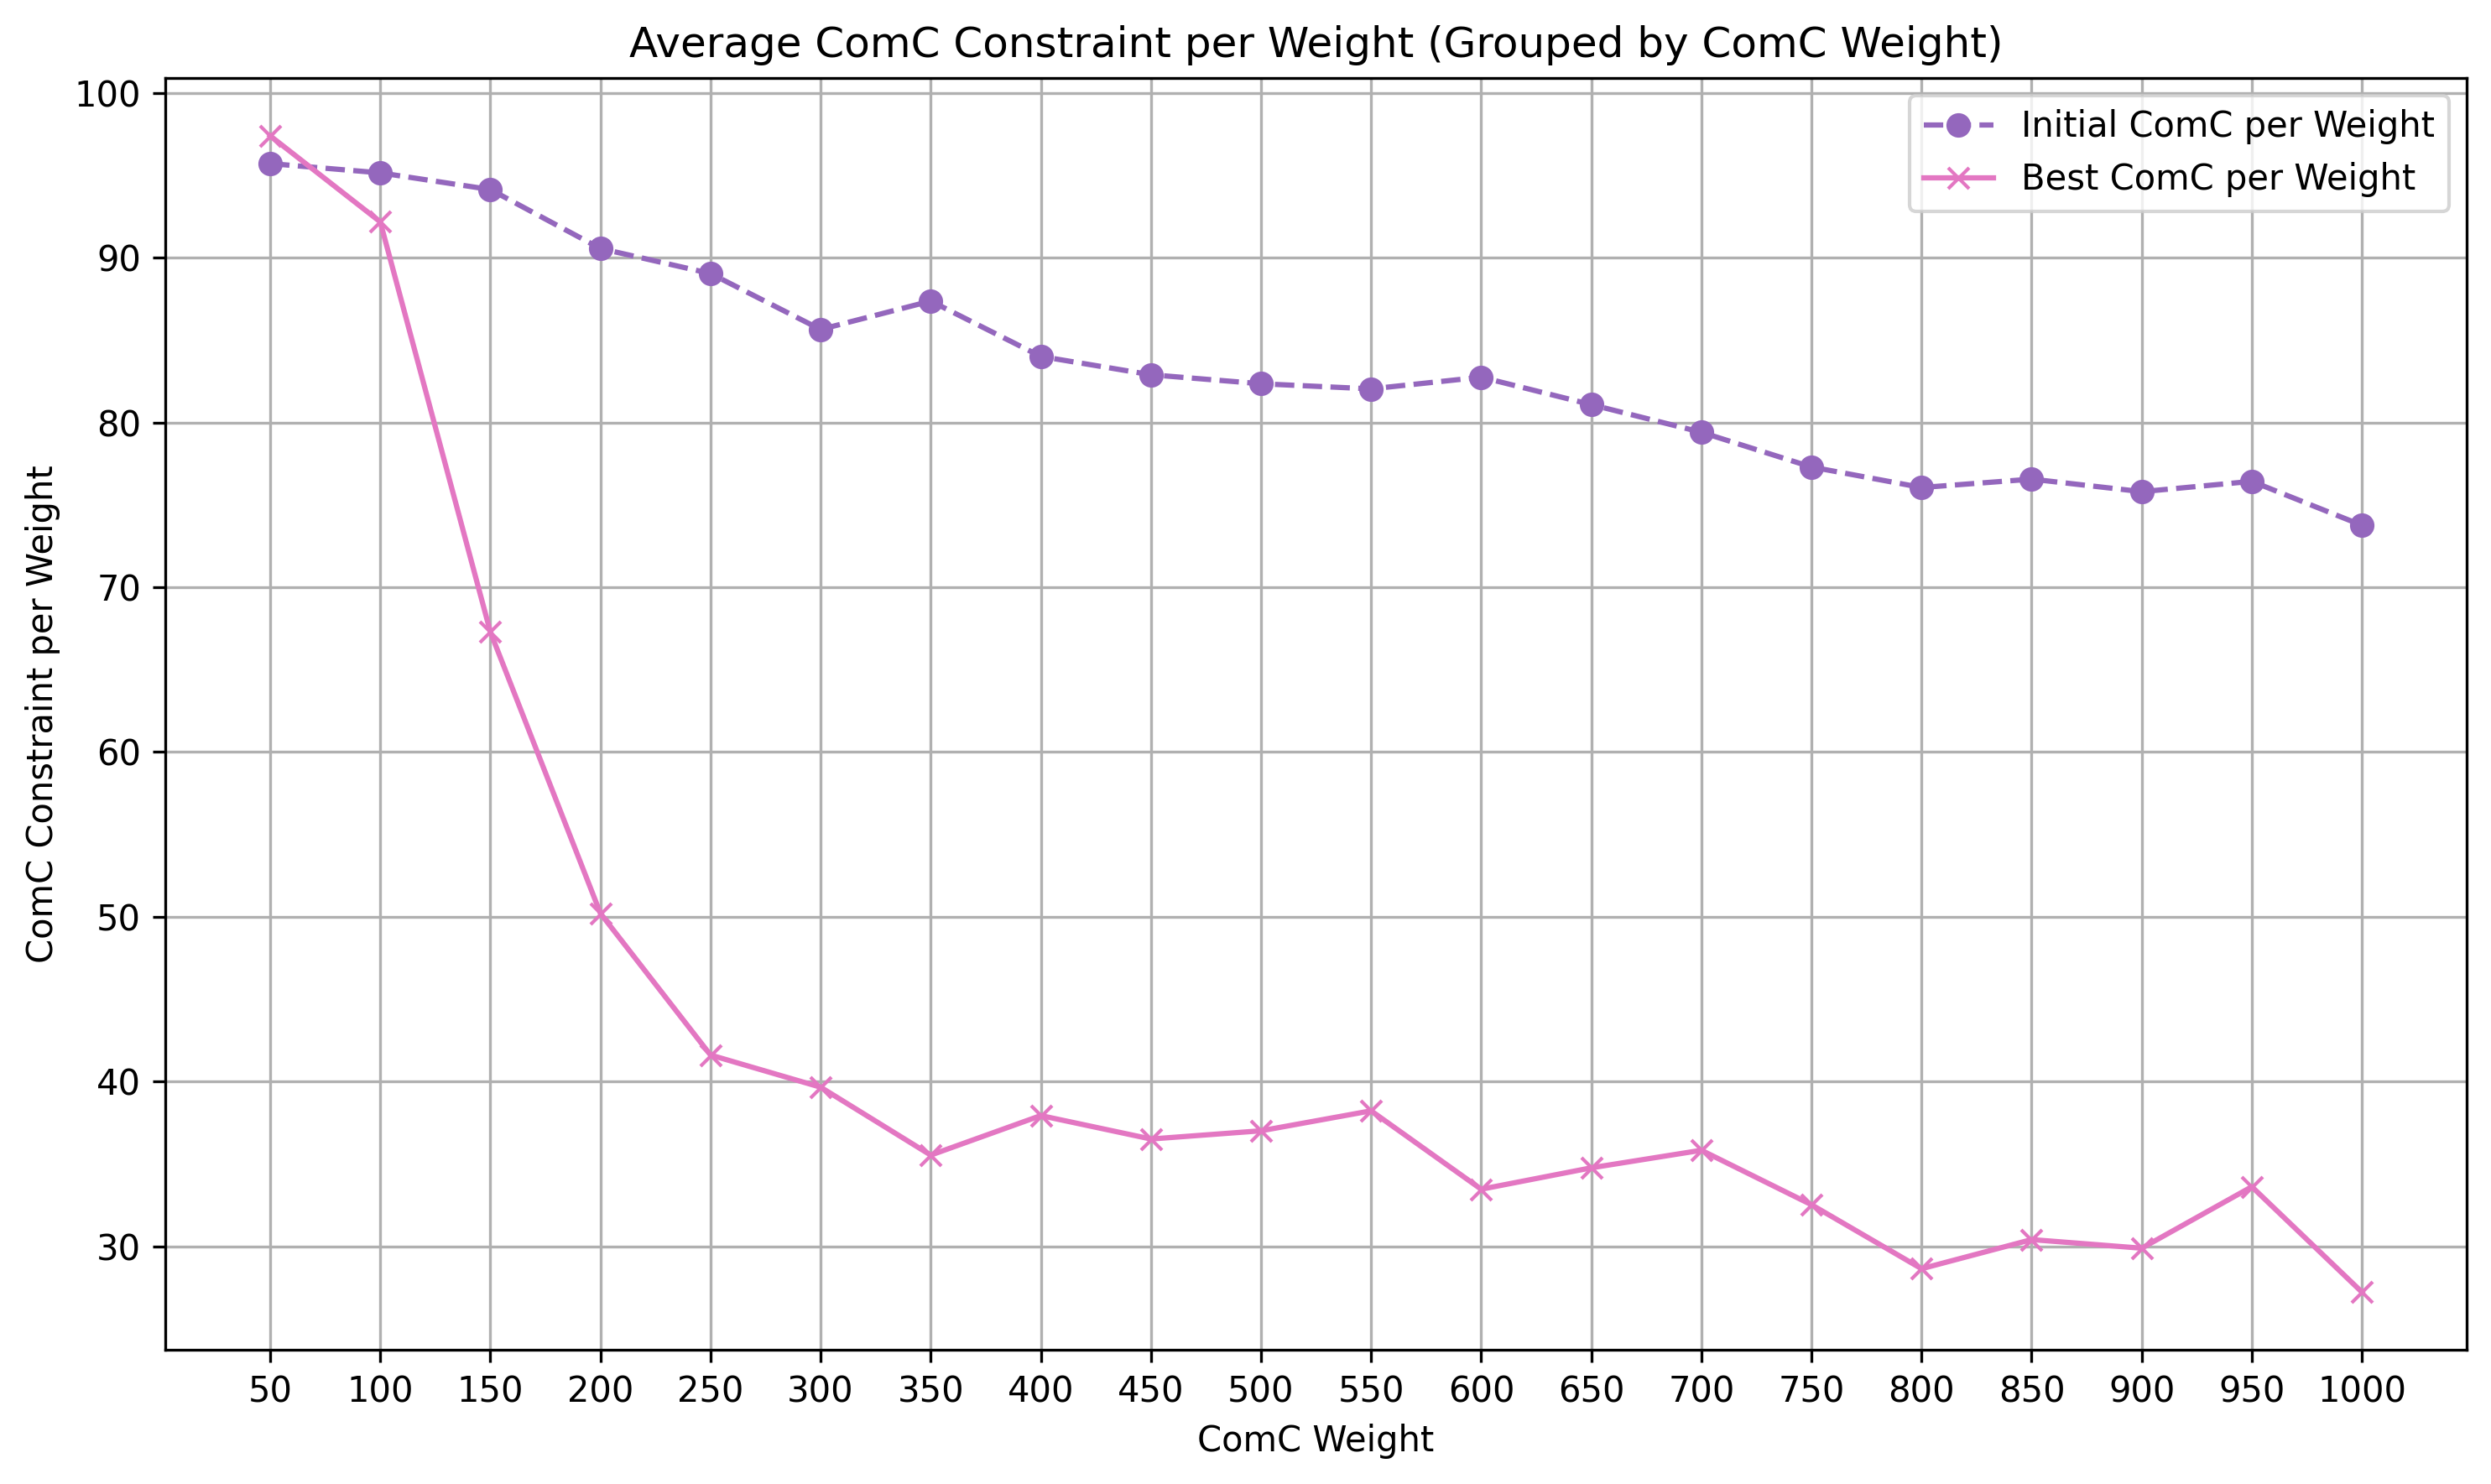 Average ComC Constraint per Weight (Grouped by ComC Weight)
Initial ComC per Weight
Best ComC per Weight
ComC Constraint per Weight
100
90
80
70
60
50
40
30
50 100 150 200 250 300 350 400 450 500 550 600 650 700 750 800 850 900 950 1000
ComC Weight